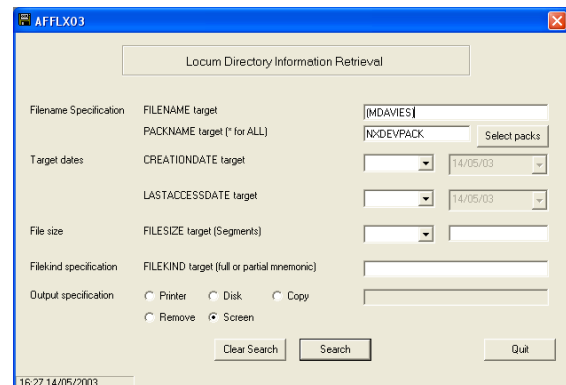 AFFLX03
Locum Directory Information Retrieval
Filename Specification FILENAME target (MDAVIES)
PACKNAME target (* for ALL) NXDEVPACK Select packs
Target dates CREATIONDATE target 14/05/03
LASTACCESSDATE target 14/05/03
File size FILESIZE target (Segments)
Filekind specification FILEKIND target (full or partial mnemonic)
Output specification Printer Disk Copy
Remove Screen
Clear Search Search Quit
16:27 14/05/2003